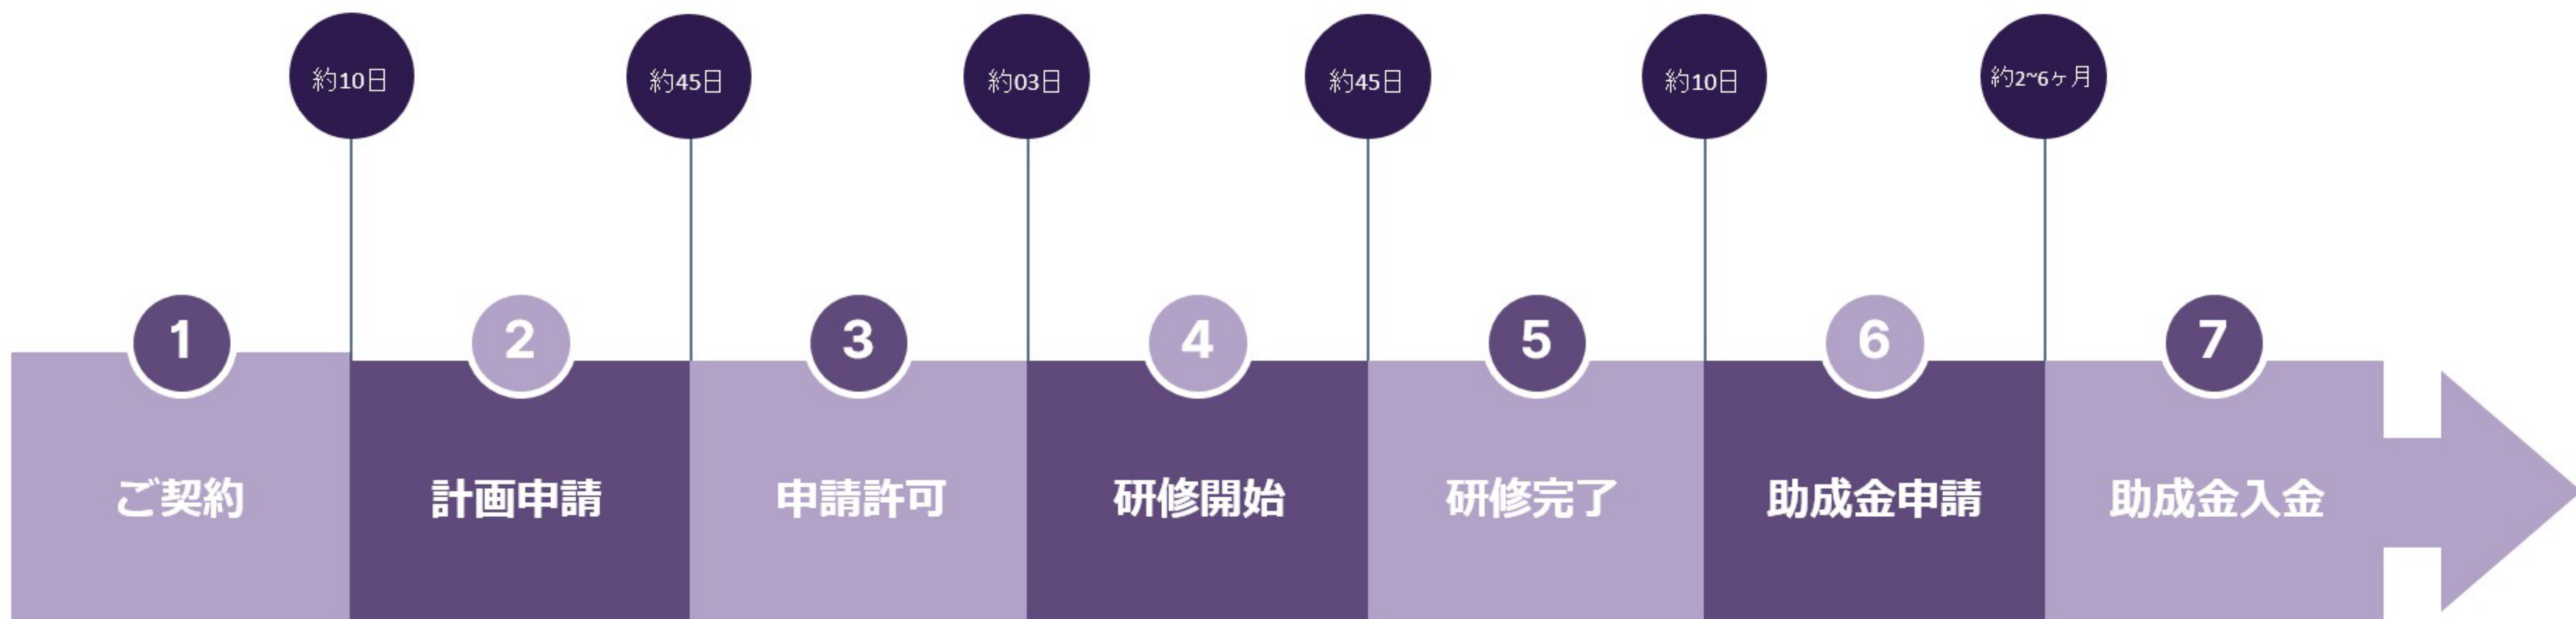 約10日
約45日
約03日
約45日
約10日
約2~6ヶ月
1
2
3
4
5
6
7
ご契約
計画申請
申請許可
研修開始
研修完了
助成金申請
助成金入金